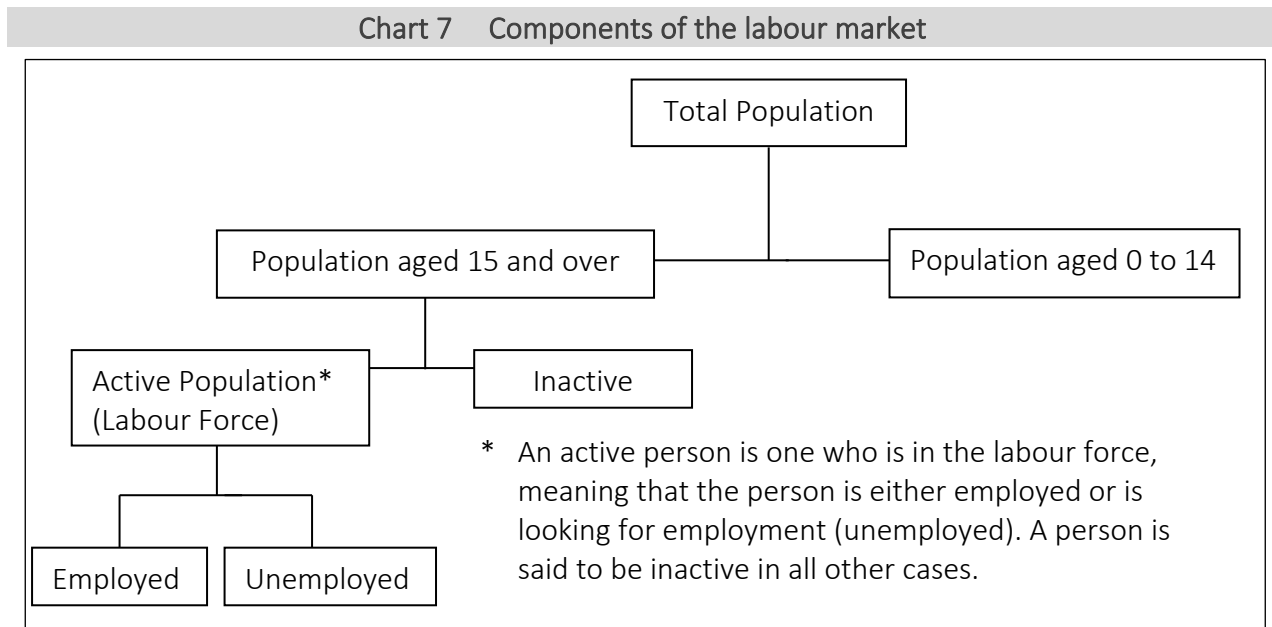 Chart 7 Components of the labour market
Total Population
Population aged 15 and over
Population aged 0 to 14
Active Population*
(Labour Force)
Inactive
* An active person is one who is in the labour force,
meaning that the person is either employed or is
looking for employment (unemployed). A person is
said to be inactive in all other cases.
Employed
Unemployed